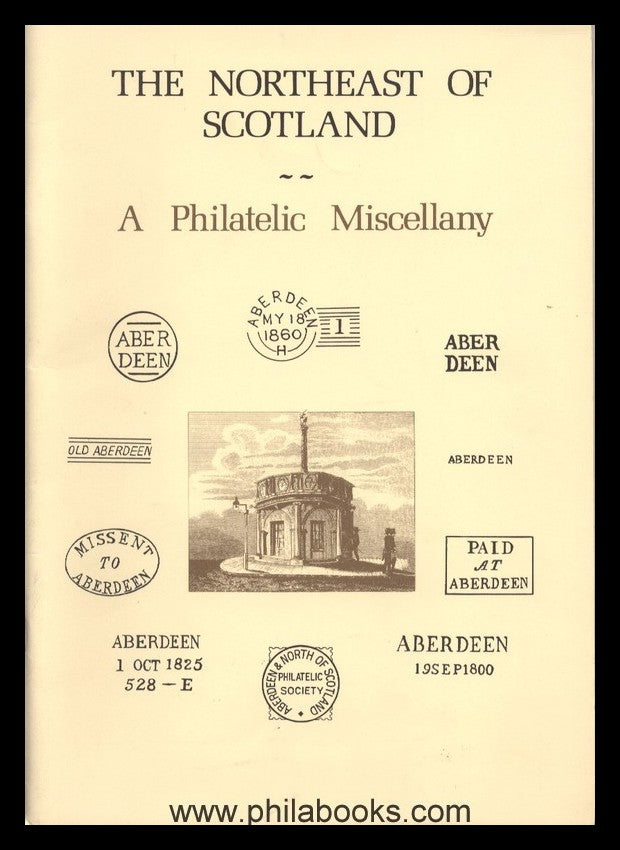 THE NORTHEAST OF
SCOTLAND
~ ~
A Philatelic Miscellany
ABERDEEN
MY 18
1860
H
1
ABER
DEEN
ABER
DEEN
OLD ABERDEEN
ABERDEEN
MISSENT
TO
ABERDEEN
PAID
AT
ABERDEEN
ABERDEEN
1 OCT 1825
528 – E
ABERDEEN
19SEP1800
ABERDEEN & NORTH OF SCOTLAND
PHILATELIC
SOCIETY
www.philabooks.com